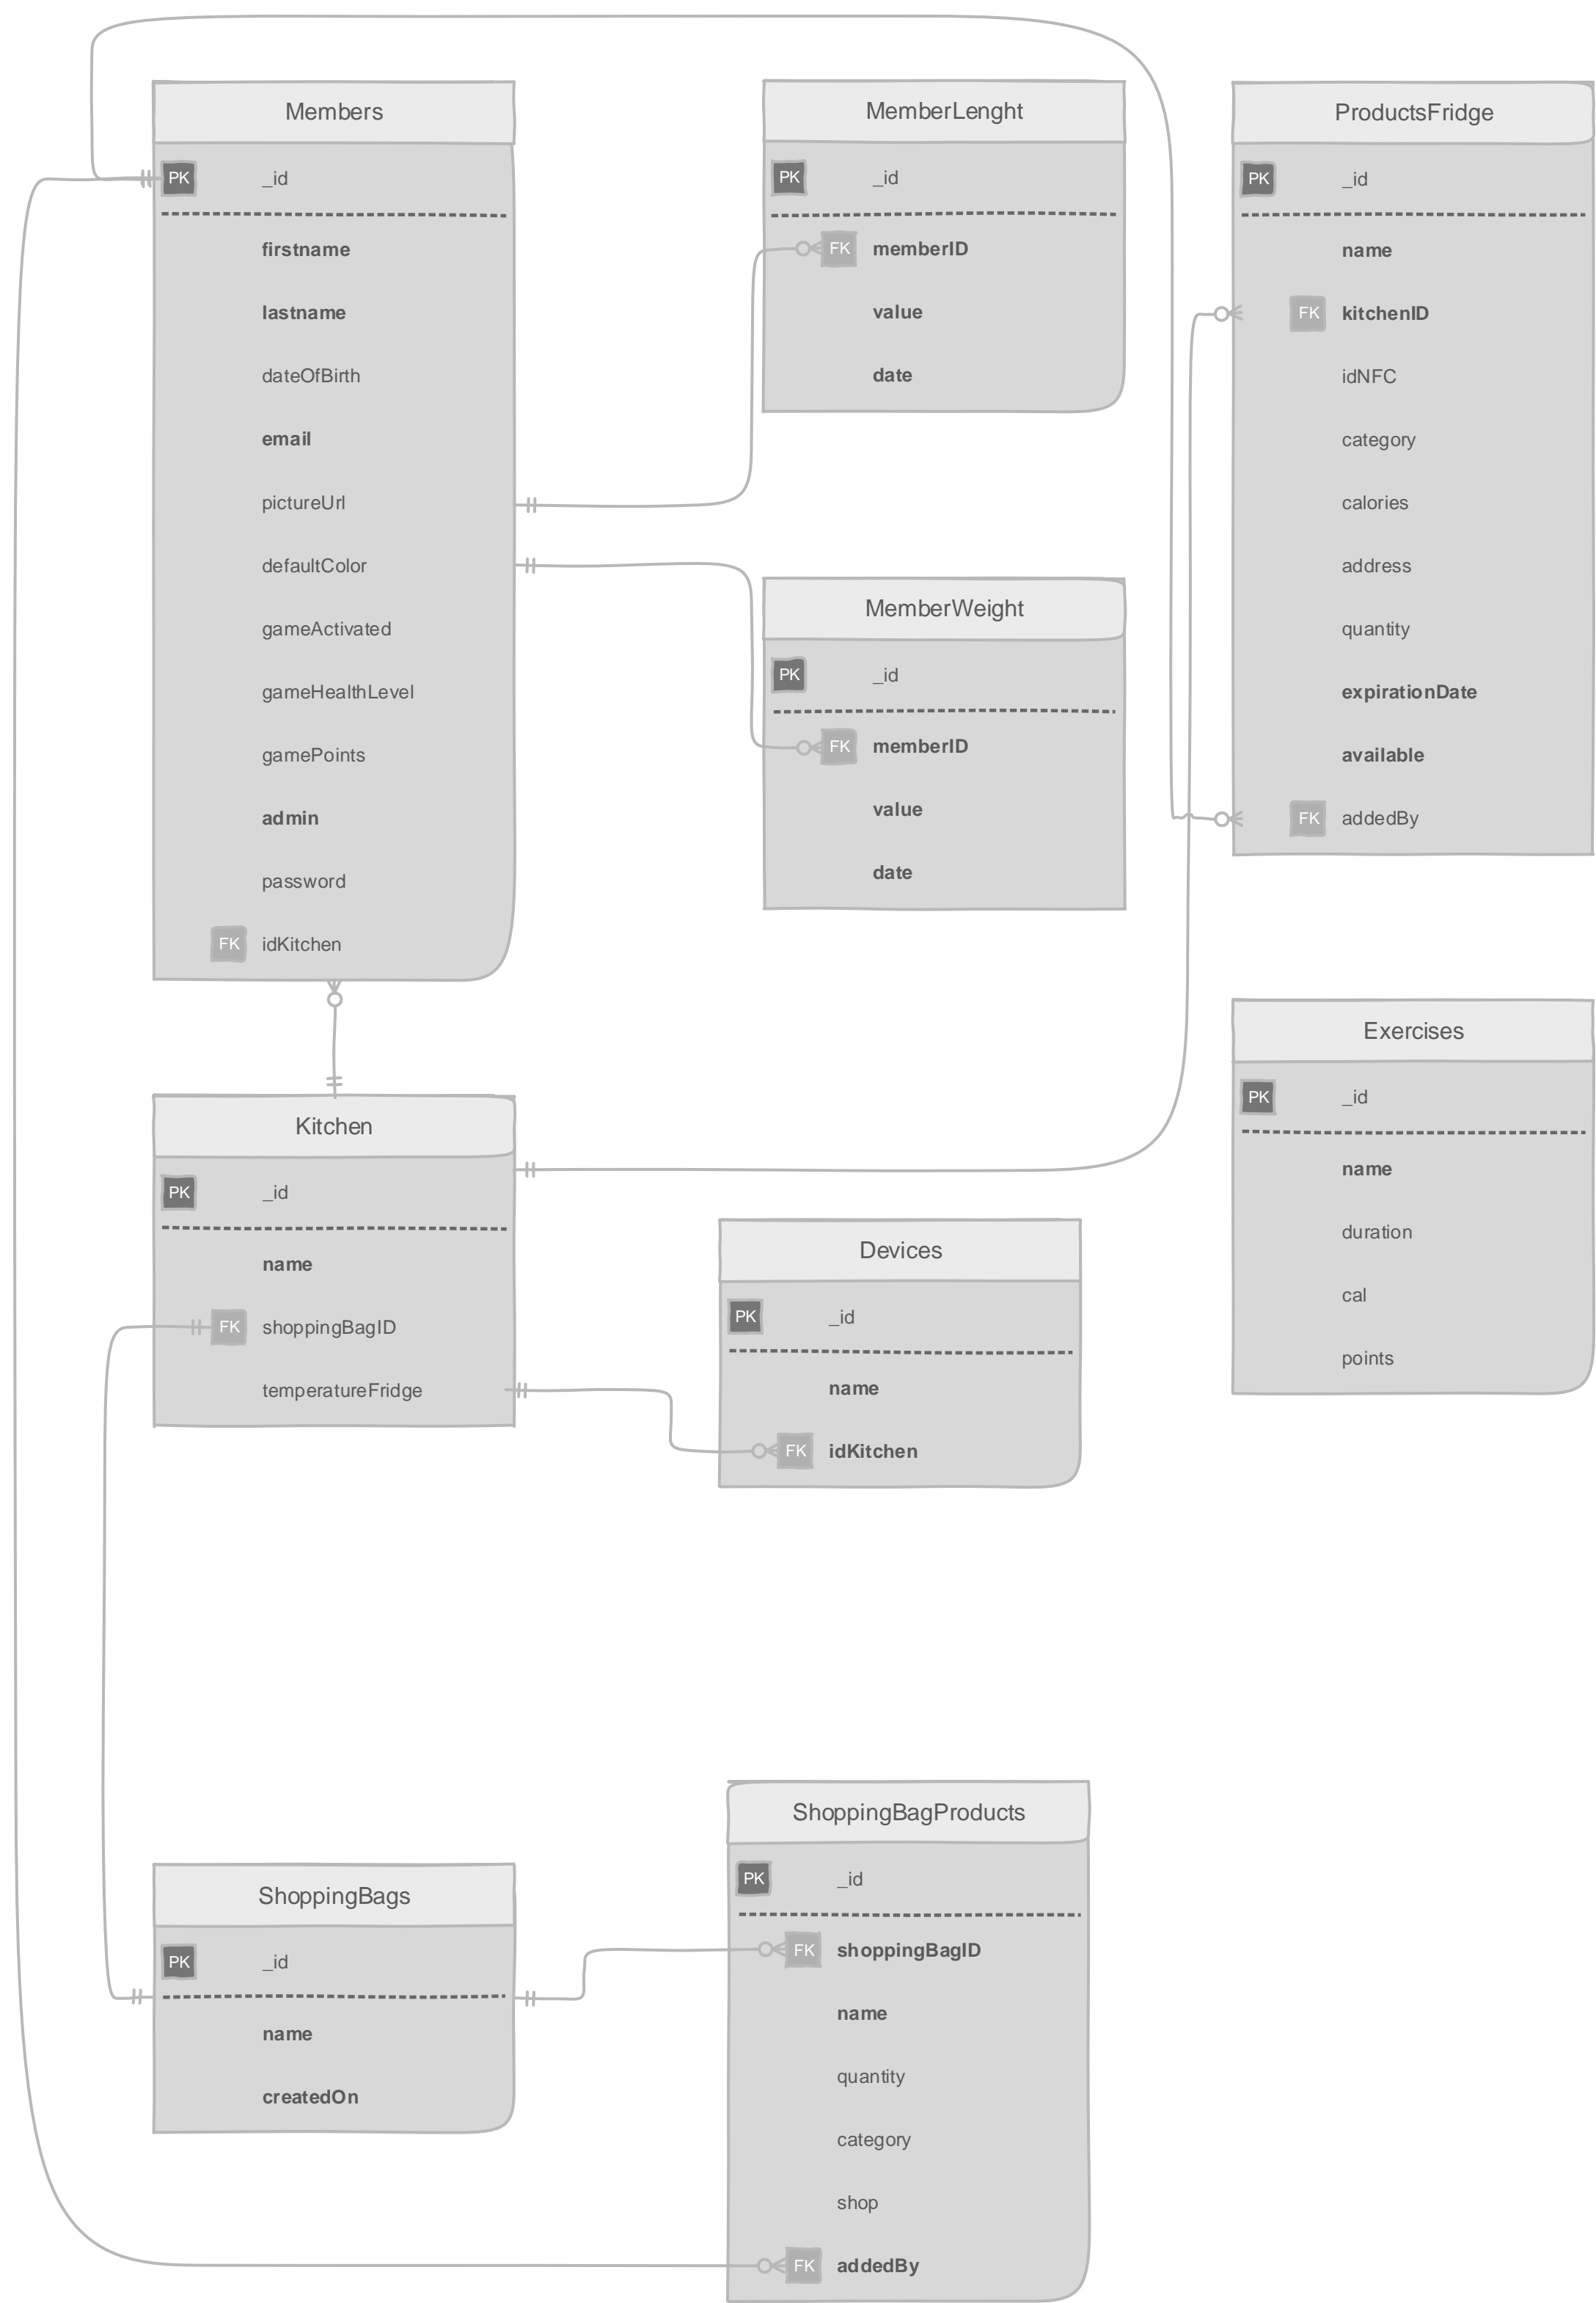 Members
PK _id
firstname
lastname
dateOfBirth
email
pictureUrl
defaultColor
gameActivated
gameHealthLevel
gamePoints
admin
password
FK idKitchen
MemberLenght
PK _id
FK memberID
value
date
ProductsFridge
PK _id
name
FK kitchenID
idNFC
category
calories
address
quantity
expirationDate
available
FK addedBy
MemberWeight
PK _id
FK memberID
value
date
Exercises
PK _id
name
duration
cal
points
Kitchen
PK _id
name
FK shoppingBagID
temperatureFridge
Devices
PK _id
name
FK idKitchen
ShoppingBagProducts
PK _id
FK shoppingBagID
name
quantity
category
shop
FK addedBy
ShoppingBags
PK _id
name
createdOn